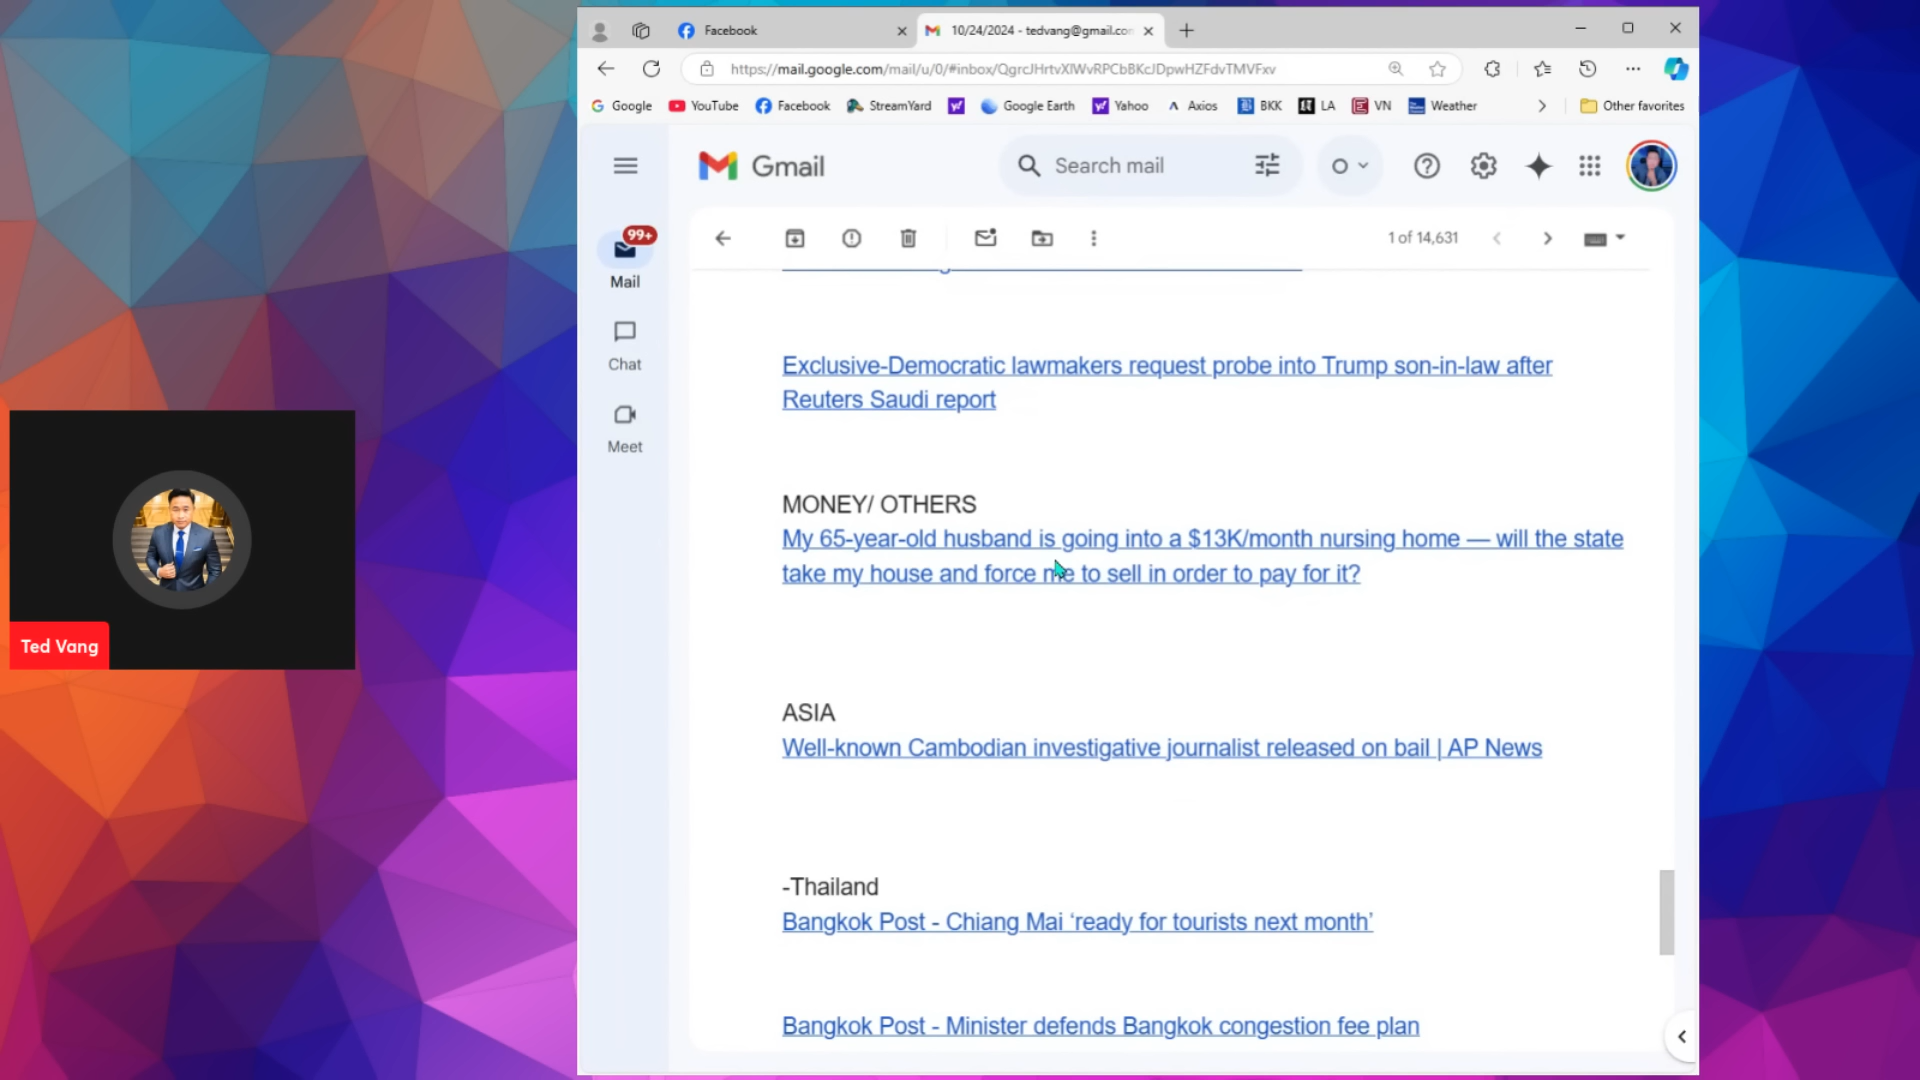 Facebook
10/24/2024 - tedvang@gmail.con
https://mail.google.com/mail/u/0/#inbox/QgrcJHrtvXlWvRPCbBKcJDpwHZFdvTMVFxv
Google YouTube Facebook StreamYard Google Earth Yahoo Axios BKK LA VN Weather Other favorites
Gmail
Search mail
99+
Mail
Chat
Meet
1 of 14,631
Exclusive-Democratic lawmakers request probe into Trump son-in-law after
Reuters Saudi report
MONEY/ OTHERS
My 65-year-old husband is going into a $13K/month nursing home — will the state
take my house and force me to sell in order to pay for it?
ASIA
Well-known Cambodian investigative journalist released on bail | AP News
-Thailand
Bangkok Post - Chiang Mai ‘ready for tourists next month’
Bangkok Post - Minister defends Bangkok congestion fee plan
Ted Vang